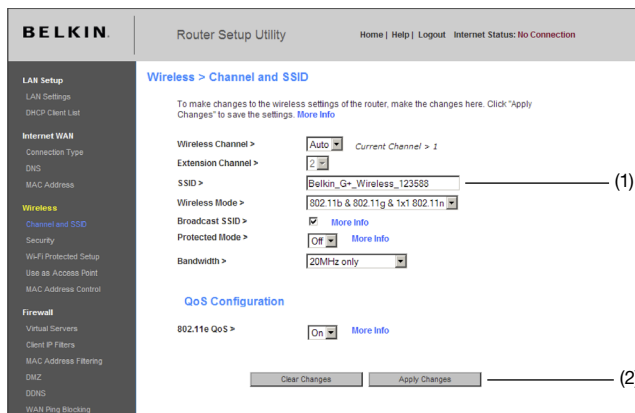 BELKIN.
Router Setup Utility
Home | Help | Logout Internet Status: No Connection
LAN Setup
LAN Settings
DHCP Client List
Internet WAN
Connection Type
DNS
MAC Address
Wireless
Channel and SSID
Security
Wi-Fi Protected Setup
Use as Access Point
MAC Address Control
Firewall
Virtual Servers
Client IP Filters
MAC Address Filtering
DMZ
DDNS
WAN Ping Blocking
Wireless > Channel and SSID
To make changes to the wireless settings of the router, make the changes here. Click "Apply
Changes" to save the settings. More Info
Wireless Channel > Auto Current Channel > 1
Extension Channel > 2
SSID > Belkin_G+_Wireless_123588 (1)
Wireless Mode > 802.11b & 802.11g & 1x1 802.11n
Broadcast SSID > More Info
Protected Mode > Off More Info
Bandwidth > 20MHz only
QoS Configuration
802.11e QoS > On More Info
Clear Changes Apply Changes (2